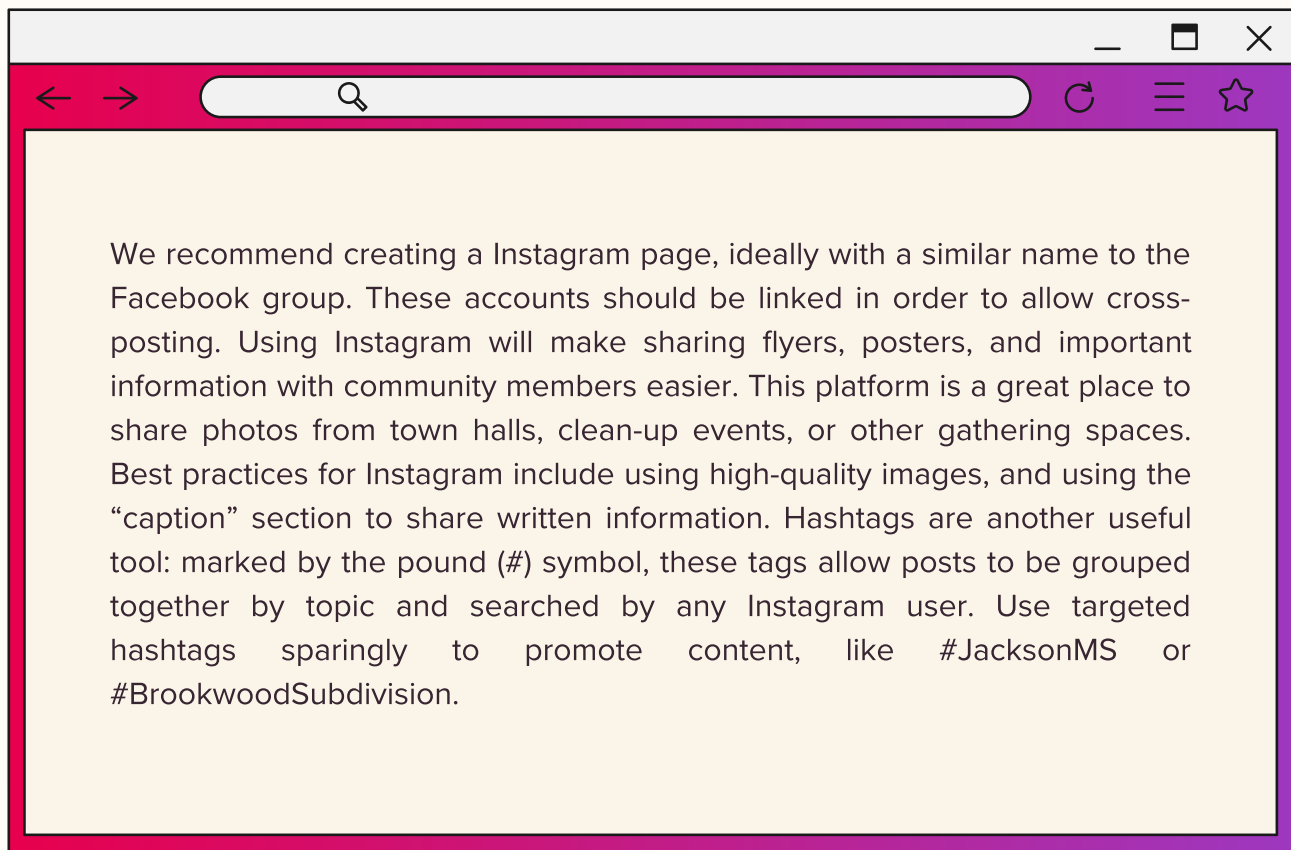 We recommend creating a Instagram page, ideally with a similar name to the
Facebook group. These accounts should be linked in order to allow cross-
posting. Using Instagram will make sharing flyers, posters, and important
information with community members easier. This platform is a great place to
share photos from town halls, clean-up events, or other gathering spaces.
Best practices for Instagram include using high-quality images, and using the
“caption” section to share written information. Hashtags are another useful
tool: marked by the pound (#) symbol, these tags allow posts to be grouped
together by topic and searched by any Instagram user. Use targeted
hashtags sparingly to promote content, like #JacksonMS or
#BrookwoodSubdivision.